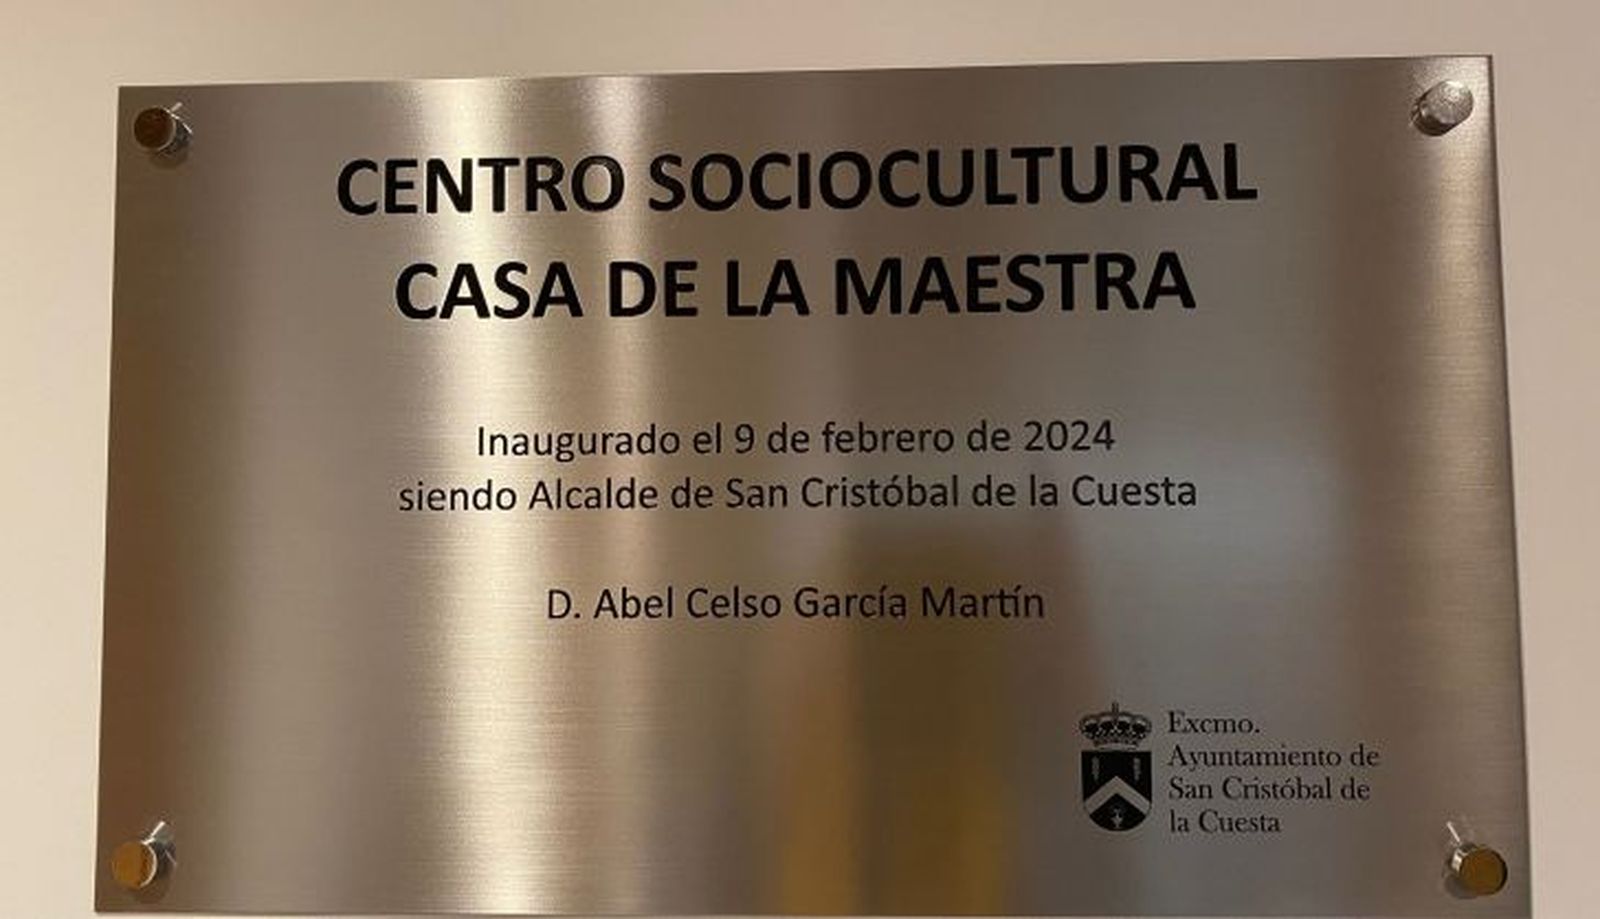 CENTRO SOCIOCULTURAL
CASA DE LA MAESTRA
Inaugurado el 9 de febrero de 2024
siendo Alcalde de San Cristóbal de la Cuesta
D. Abel Celso García Martín
Excmo.
Ayuntamiento de
San Cristóbal de
la Cuesta